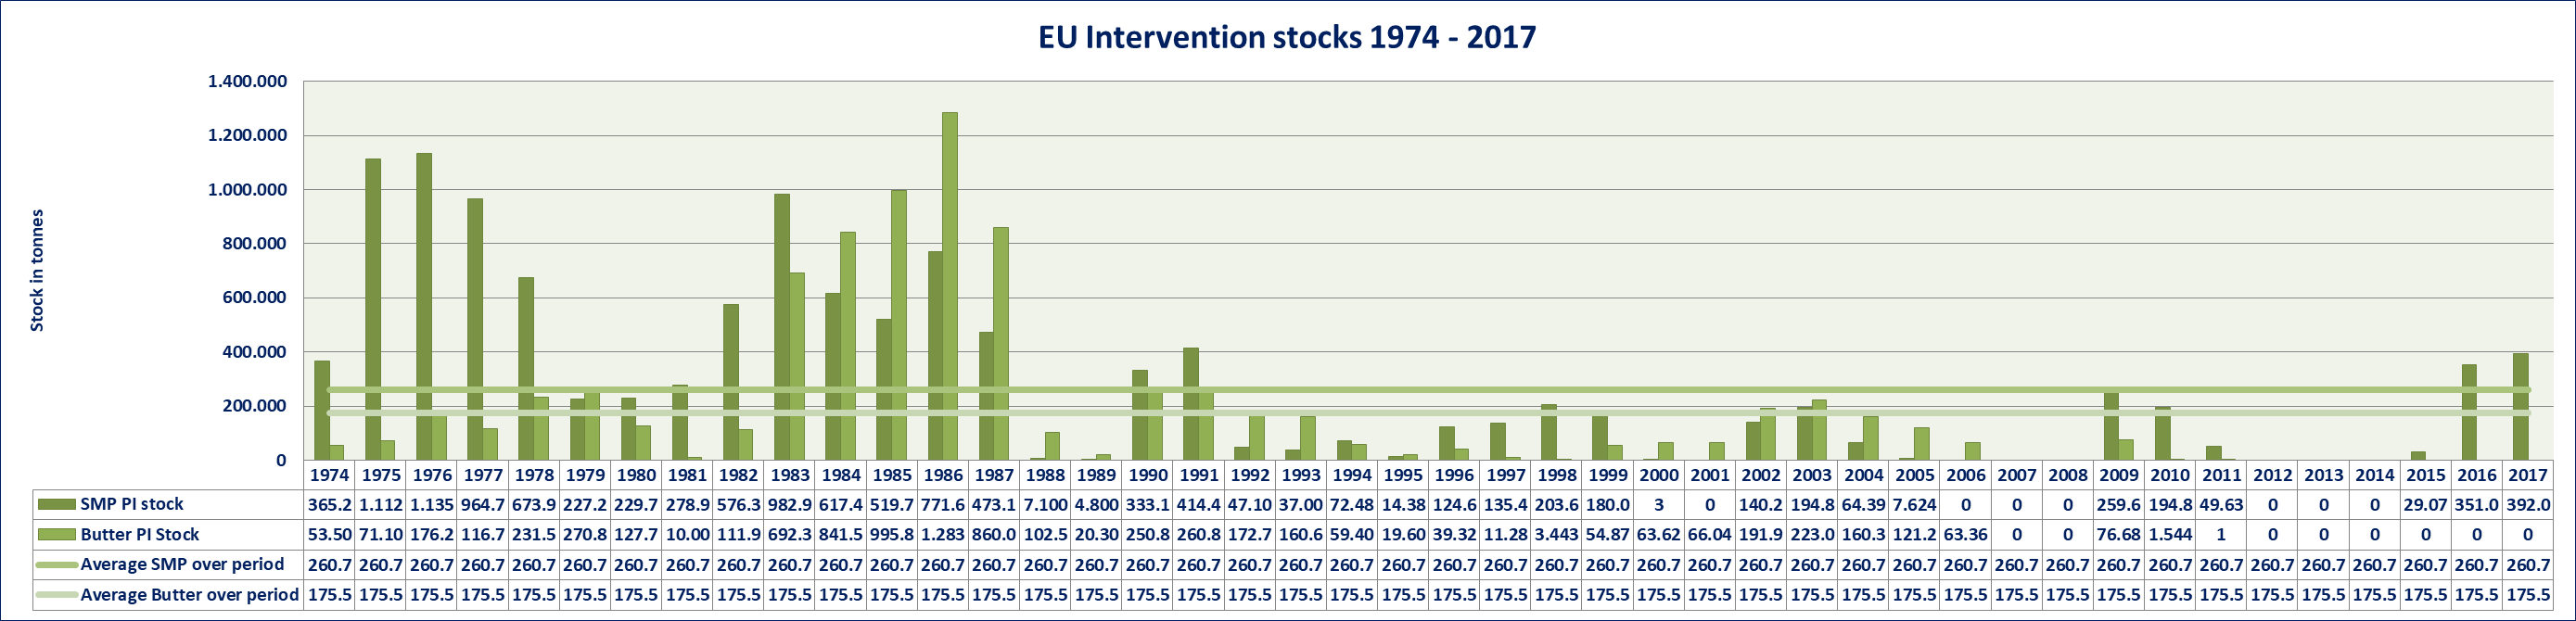 EU Intervention stocks 1974 - 2017
Stock in tonnes
1.400.000
1.200.000
1.000.000
800.000
600.000
400.000
200.000
0
1974 1975 1976 1977 1978 1979 1980 1981 1982 1983 1984 1985 1986 1987 1988 1989 1990 1991 1992 1993 1994 1995 1996 1997 1998 1999 2000 2001 2002 2003 2004 2005 2006 2007 2008 2009 2010 2011 2012 2013 2014 2015 2016 2017
SMP PI stock 365.2 1.112 1.135 964.7 673.9 227.2 229.7 278.9 576.3 982.9 617.4 519.7 771.6 473.1 7.100 4.800 333.1 414.4 47.10 37.00 72.48 14.38 124.6 135.4 203.6 180.0 3 0 140.2 194.8 64.39 7.624 0 0 0 259.6 194.8 49.63 0 0 0 29.07 351.0 392.0
Butter PI Stock 53.50 71.10 176.2 116.7 231.5 270.8 127.7 10.00 111.9 692.3 841.5 995.8 1.283 860.0 102.5 20.30 250.8 260.8 172.7 160.6 59.40 19.60 39.32 11.28 3.443 54.87 63.62 66.04 191.9 223.0 160.3 121.2 63.36 0 0 76.68 1.544 1 0 0 0 0 0 0
Average SMP over period 260.7 260.7 260.7 260.7 260.7 260.7 260.7 260.7 260.7 260.7 260.7 260.7 260.7 260.7 260.7 260.7 260.7 260.7 260.7 260.7 260.7 260.7 260.7 260.7 260.7 260.7 260.7 260.7 260.7 260.7 260.7 260.7 260.7 260.7 260.7 260.7 260.7 260.7 260.7 260.7 260.7 260.7 260.7 260.7
Average Butter over period 175.5 175.5 175.5 175.5 175.5 175.5 175.5 175.5 175.5 175.5 175.5 175.5 175.5 175.5 175.5 175.5 175.5 175.5 175.5 175.5 175.5 175.5 175.5 175.5 175.5 175.5 175.5 175.5 175.5 175.5 175.5 175.5 175.5 175.5 175.5 175.5 175.5 175.5 175.5 175.5 175.5 175.5 175.5 175.5